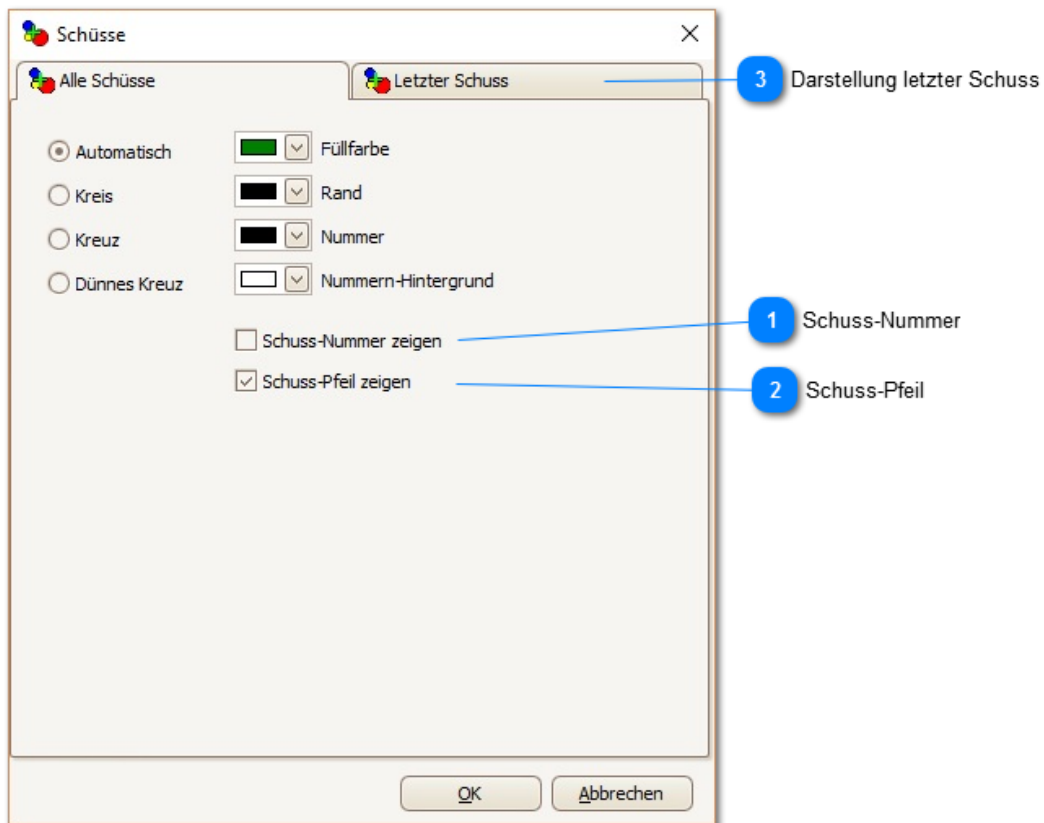 Schüsse
Alle Schüsse
Letzter Schuss
3 Darstellung letzter Schuss
Automatisch
Füllfarbe
Kreis
Rand
Kreuz
Nummer
Dünnes Kreuz
Nummern-Hintergrund
Schuss-Nummer zeigen
1 Schuss-Nummer
Schuss-Pfeil zeigen
2 Schuss-Pfeil
OK
Abbrechen